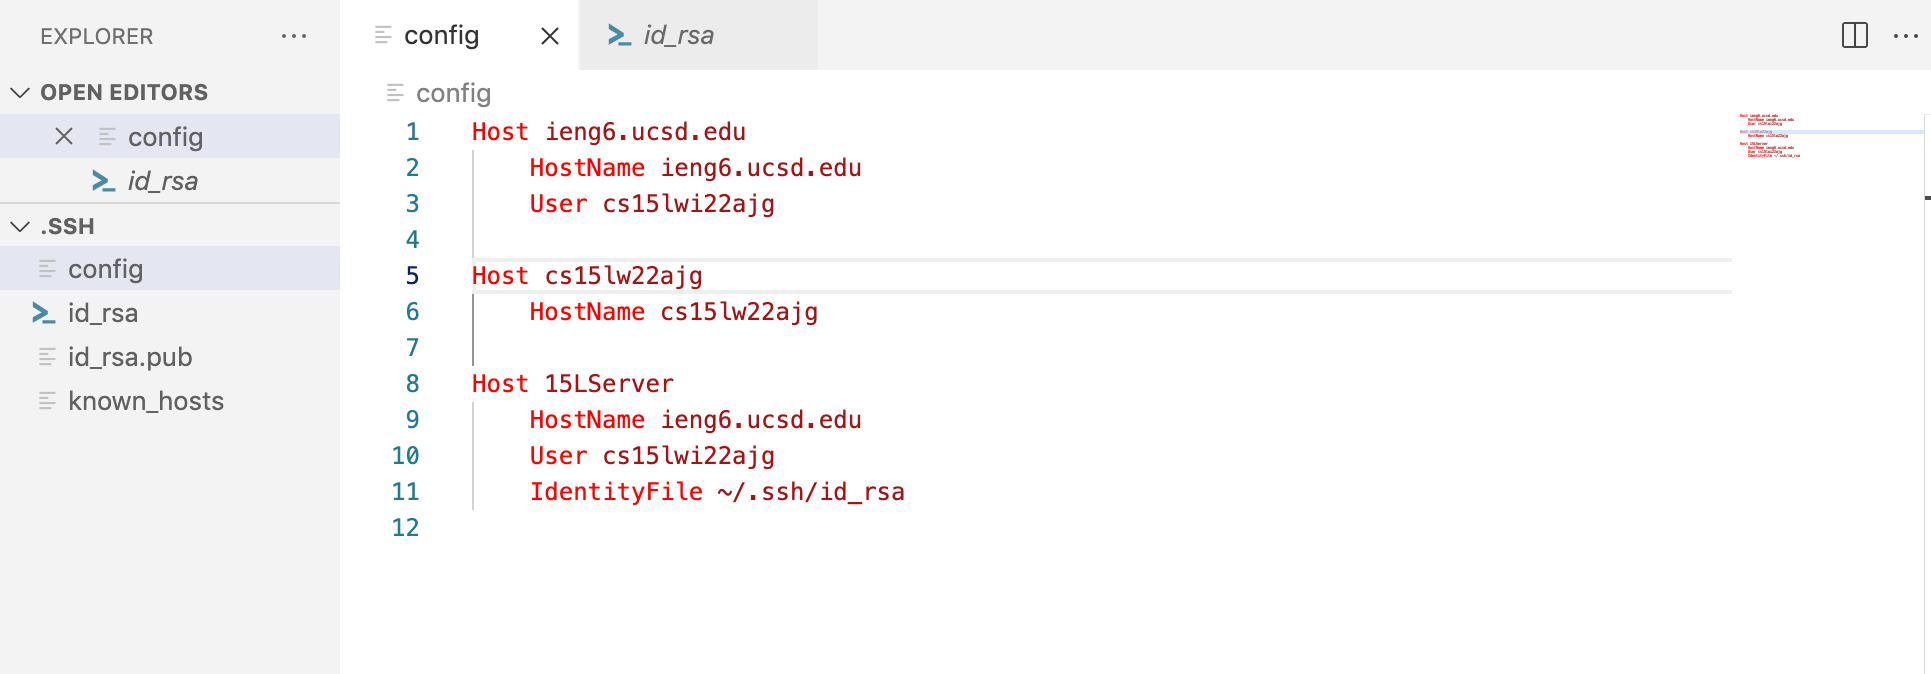 EXPLORER
OPEN EDITORS
config
id_rsa
.SSH
config
id_rsa
id_rsa.pub
known_hosts
config
id_rsa
config
1 Host ieng6.ucsd.edu
2 HostName ieng6.ucsd.edu
3 User cs15lwi22ajg
4
5 Host cs15lw22ajg
6 HostName cs15lw22ajg
7
8 Host 15LServer
9 HostName ieng6.ucsd.edu
10 User cs15lwi22ajg
11 IdentityFile ~/.ssh/id_rsa
12